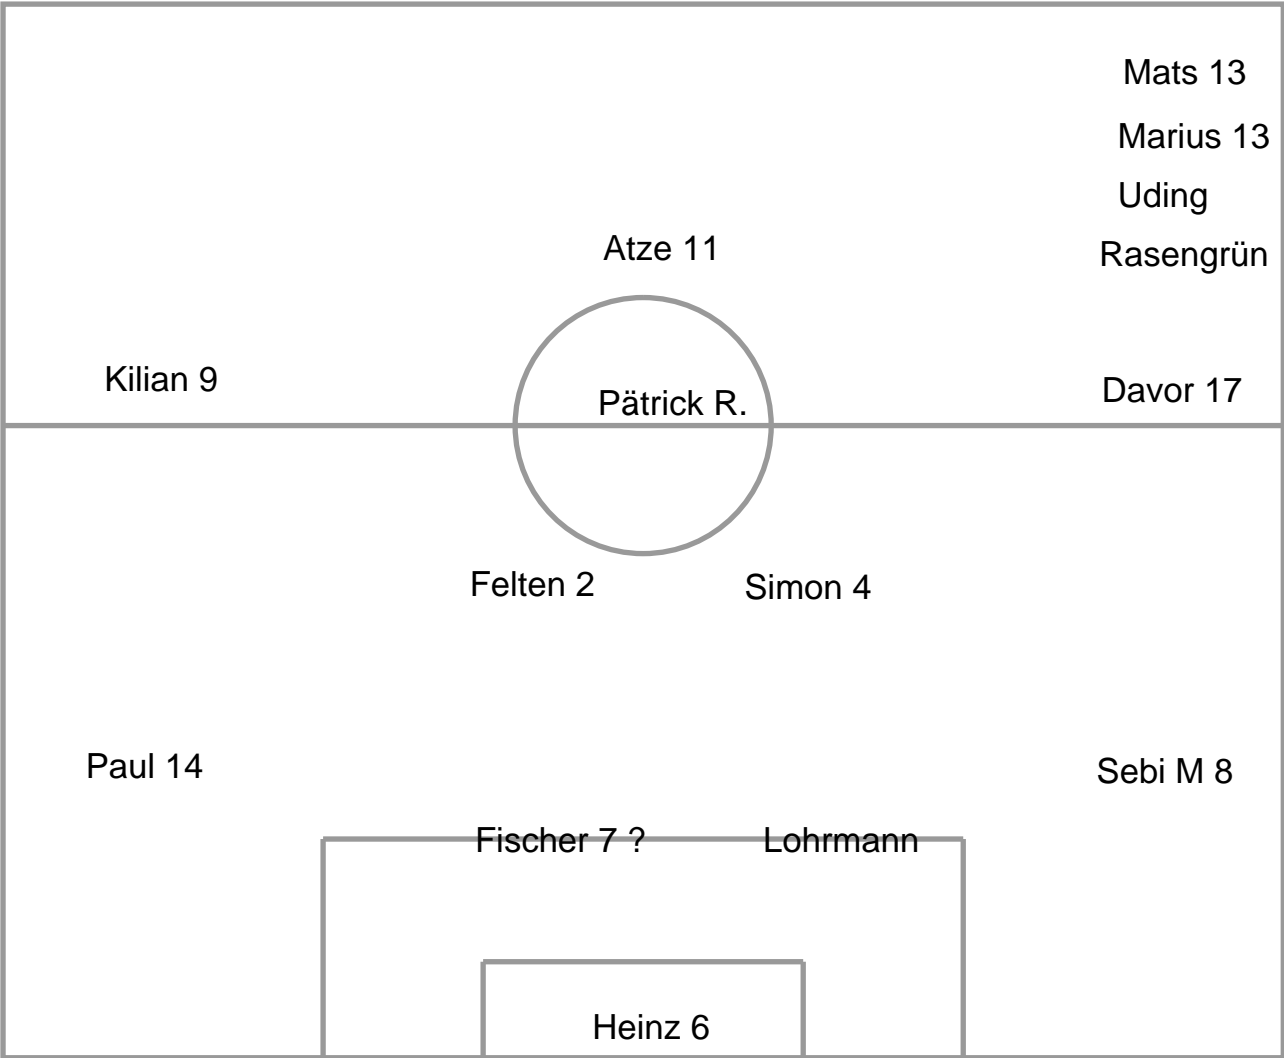 Mats 13
Marius 13
Uding
Atze 11
Rasengrün
Kilian 9
Pätrick R.
Davor 17
Felten 2
Simon 4
Paul 14
Sebi M 8
Fischer 7 ?
Lohrmann
Heinz 6